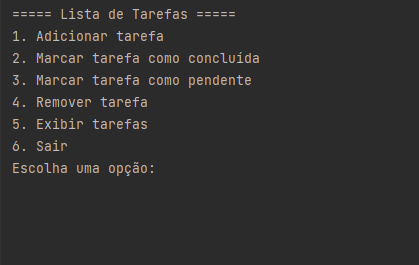 ===== Lista de Tarefas =====
1. Adicionar tarefa
2. Marcar tarefa como concluída
3. Marcar tarefa como pendente
4. Remover tarefa
5. Exibir tarefas
6. Sair
Escolha uma opção: